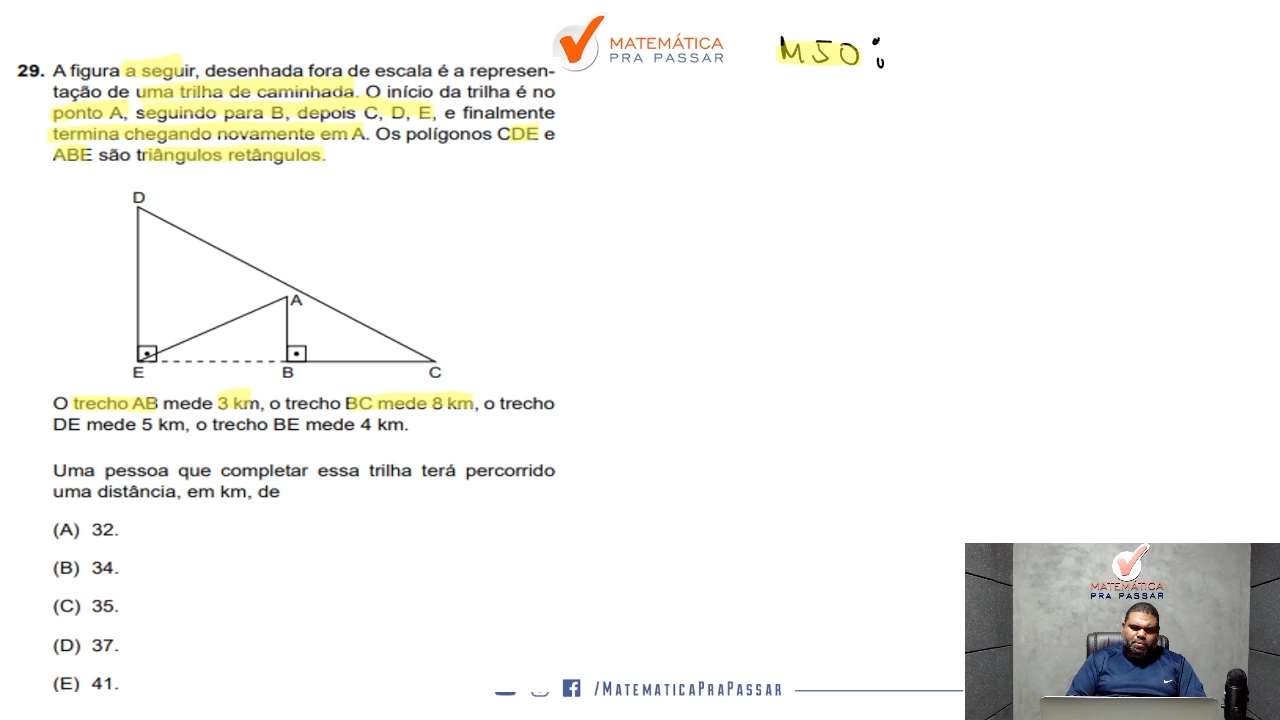 MATEMÁTICA
PRA PASSAR
M50:
29. A figura a seguir, desenhada fora de escala é a represen-
tação de uma trilha de caminhada. O início da trilha é no
ponto A, seguindo para B, depois C, D, E, e finalmente
termina chegando novamente em A. Os polígonos CDE e
ABE são triângulos retângulos.
D
A
E
B
C
O trecho AB mede 3 km, o trecho BC mede 8 km, o trecho
DE mede 5 km, o trecho BE mede 4 km.
Uma pessoa que completar essa trilha terá percorrido
uma distância, em km, de
(A) 32.
(B) 34.
(C) 35.
(D) 37.
(E) 41.
MATEMÁTICA
PRA PASSAR
/MATEMATICAPRAPASSAR